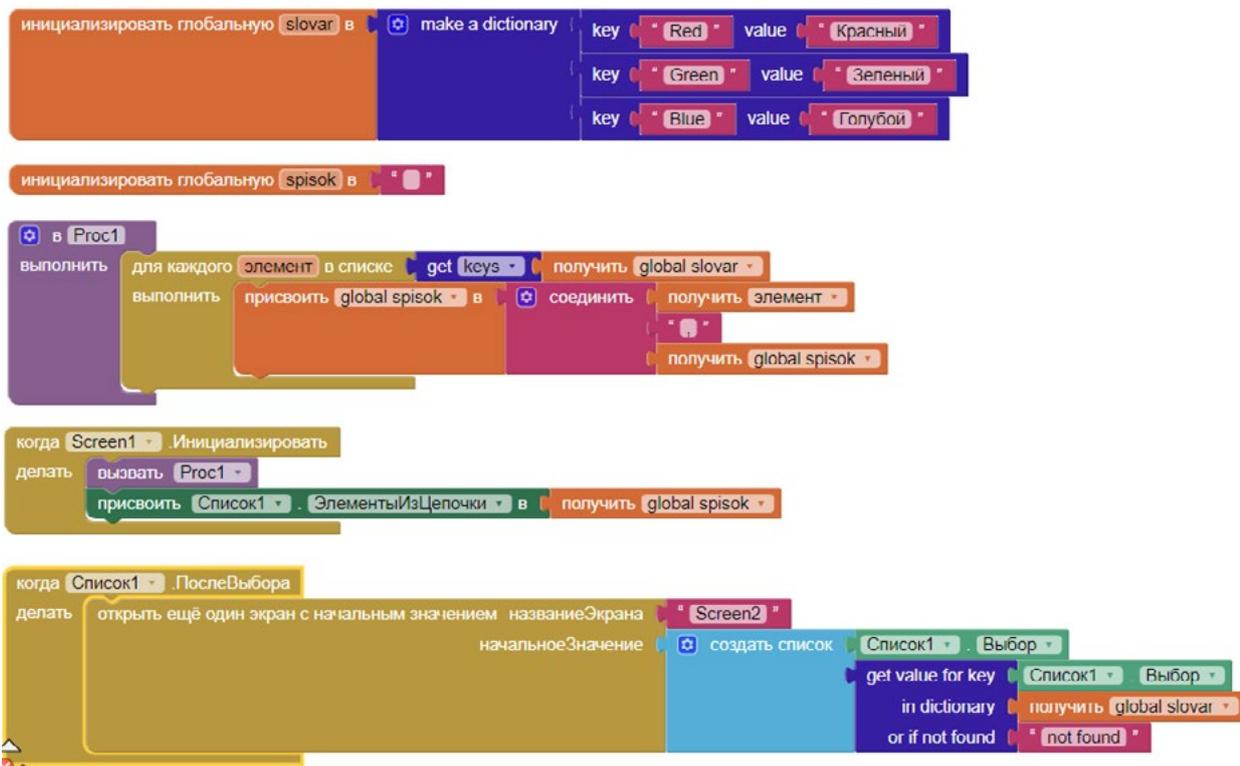 инициализировать глобальную slovar в make a dictionary key " Red " value " Красный "
key " Green " value " Зеленый "
key " Blue " value " Голубой "
инициализировать глобальную spisok в " "
в Proc1
выполнить для каждого элемент в списке get keys получить global slovar
выполнить присвоить global spisok в соединить получить элемент
" , "
получить global spisok
когда Screen1 .Инициализировать
делать вызвать Proc1
присвоить Список1 . ЭлементыИзЦепочки в получить global spisok
когда Список1 .ПослеВыбора
делать открыть ещё один экран с начальным значением названиеЭкрана " Screen2 "
начальноеЗначение создать список Список1 . Выбор
get value for key Список1 . Выбор
in dictionary получить global slovar
or if not found " not found "